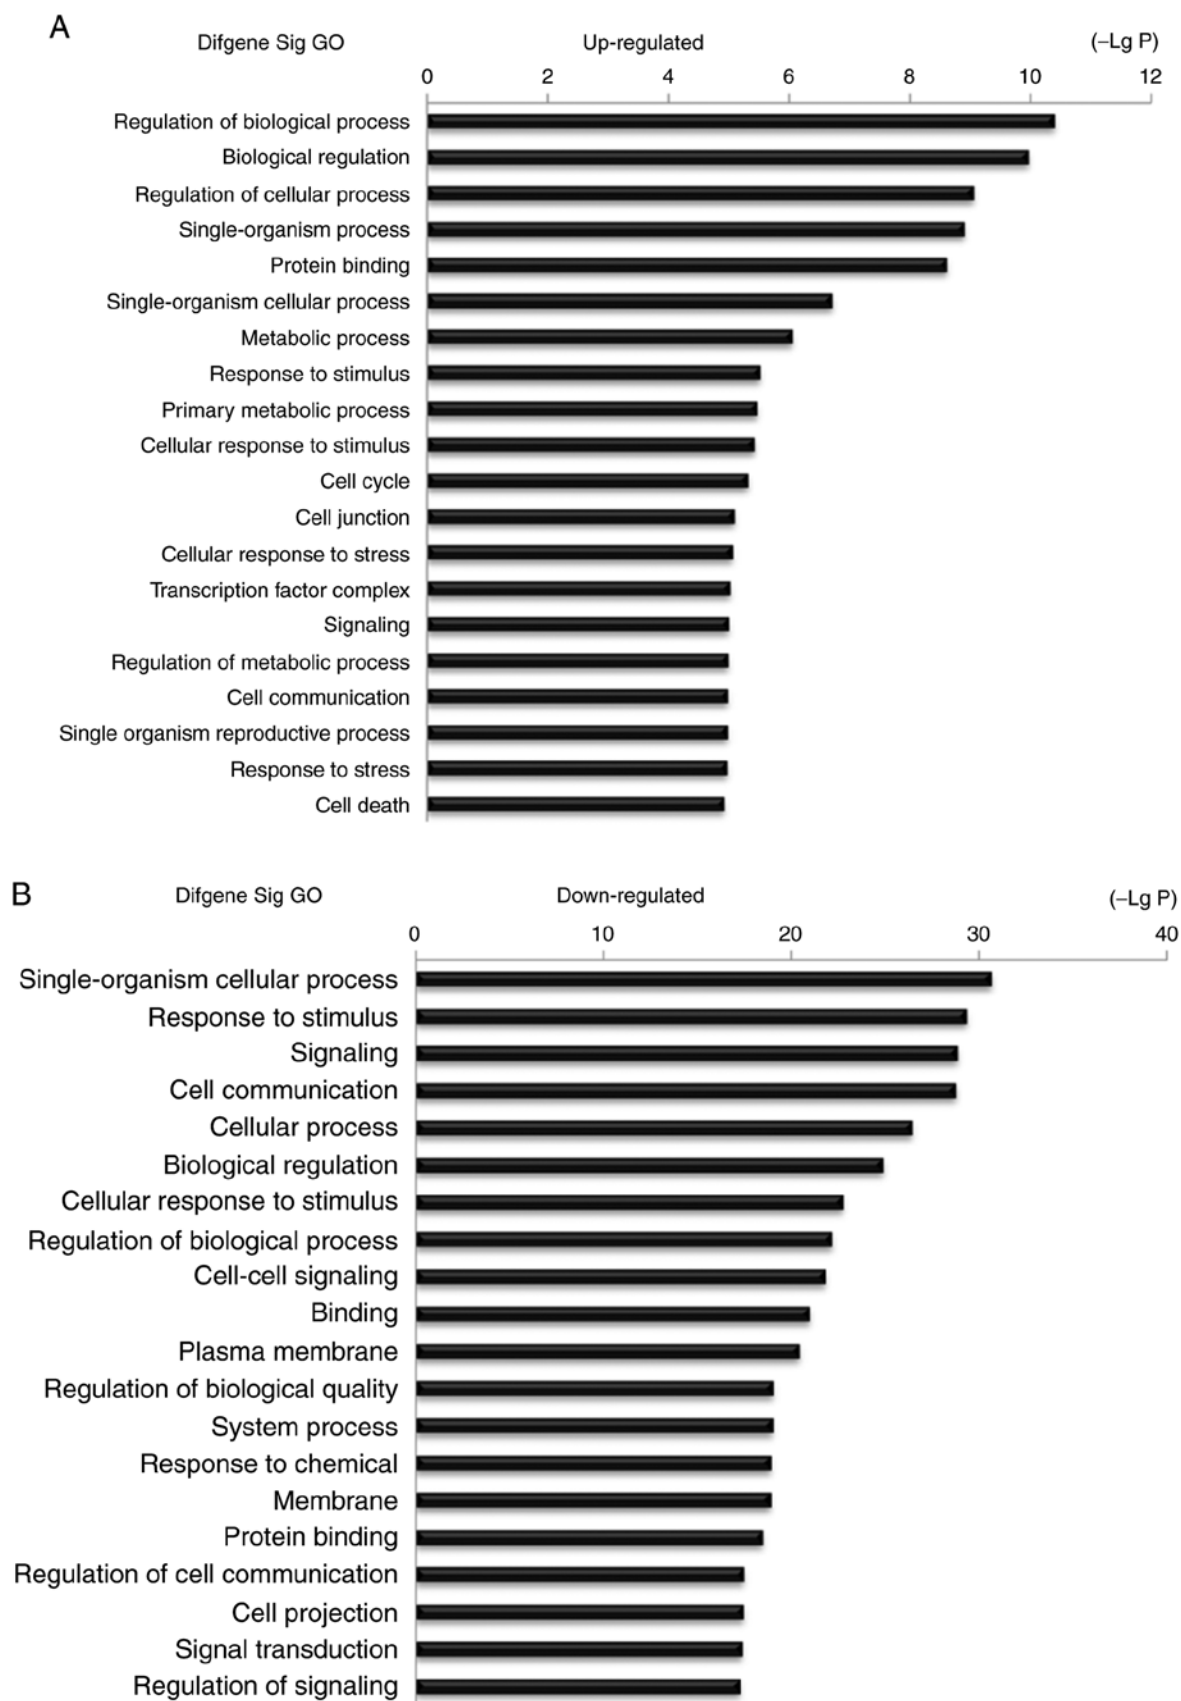 A
Difgene Sig GO Up-regulated (–Lg P)
0 2 4 6 8 10 12
Regulation of biological process
Biological regulation
Regulation of cellular process
Single-organism process
Protein binding
Single-organism cellular process
Metabolic process
Response to stimulus
Primary metabolic process
Cellular response to stimulus
Cell cycle
Cell junction
Cellular response to stress
Transcription factor complex
Signaling
Regulation of metabolic process
Cell communication
Single organism reproductive process
Response to stress
Cell death
B
Difgene Sig GO Down-regulated (–Lg P)
0 10 20 30 40
Single-organism cellular process
Response to stimulus
Signaling
Cell communication
Cellular process
Biological regulation
Cellular response to stimulus
Regulation of biological process
Cell-cell signaling
Binding
Plasma membrane
Regulation of biological quality
System process
Response to chemical
Membrane
Protein binding
Regulation of cell communication
Cell projection
Signal transduction
Regulation of signaling